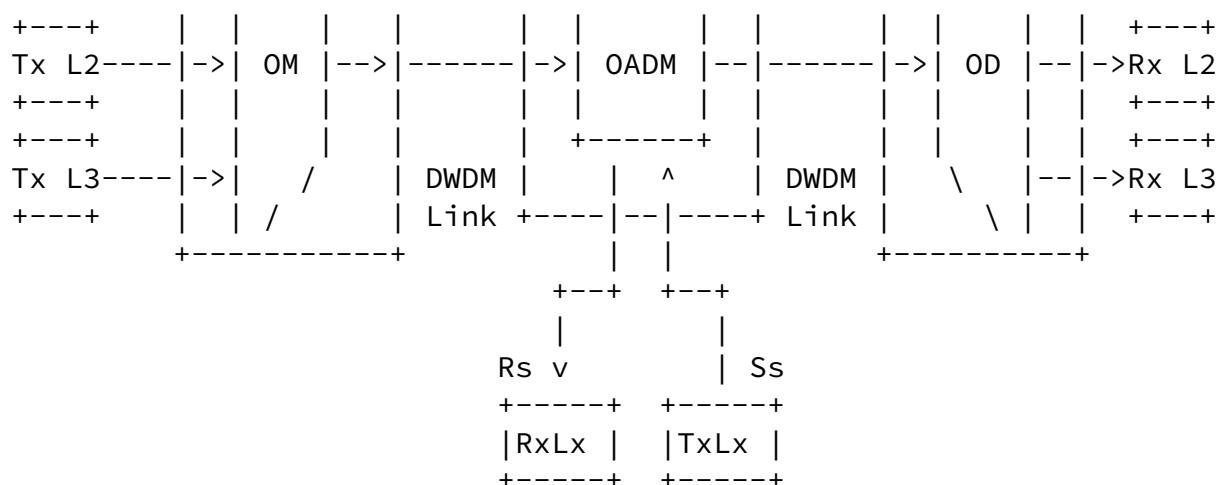 +---+ | | | | | | | | | | | +---+
Tx L2----|->| OM |-->|------|->| OADM |--|------|->| OD |--|->Rx L2
+---+ | | | | | | | | | | | +---+
+---+ | | | | | +------+ | | | | | +---+
Tx L3----|->| / | DWDM | | ^ | DWDM | \ |--|->Rx L3
+---+ | | / | Link +----|--|----+ Link | \ | | +---+
+-----------+ | | +----------+
+--+ +--+
| |
Rs v | Ss
+-----+ +-----+
|RxLx | |TxLx |
+-----+ +-----+